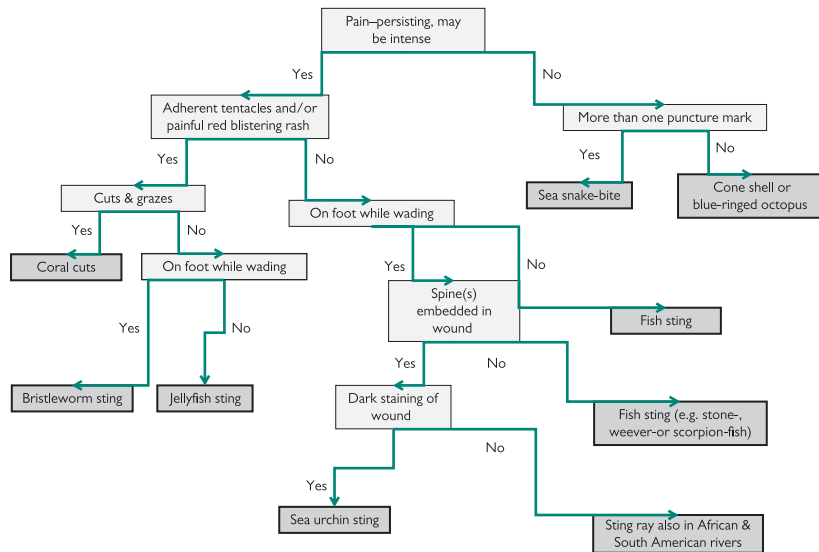 Pain–persisting, may
be intense
Yes
No
Adherent tentacles and/or
painful red blistering rash
More than one puncture mark
Yes
No
Yes
No
Cuts & grazes
On foot while wading
Sea snake-bite
Cone shell or
blue-ringed octopus
Yes
No
Coral cuts
On foot while wading
Yes
No
Spine(s)
embedded in
wound
Fish sting
Yes
No
Yes
No
Bristleworm sting
Jellyfish sting
Dark staining of
wound
Fish sting (e.g. stone-,
weever-or scorpion-fish)
Yes
No
Sea urchin sting
Sting ray also in African &
South American rivers